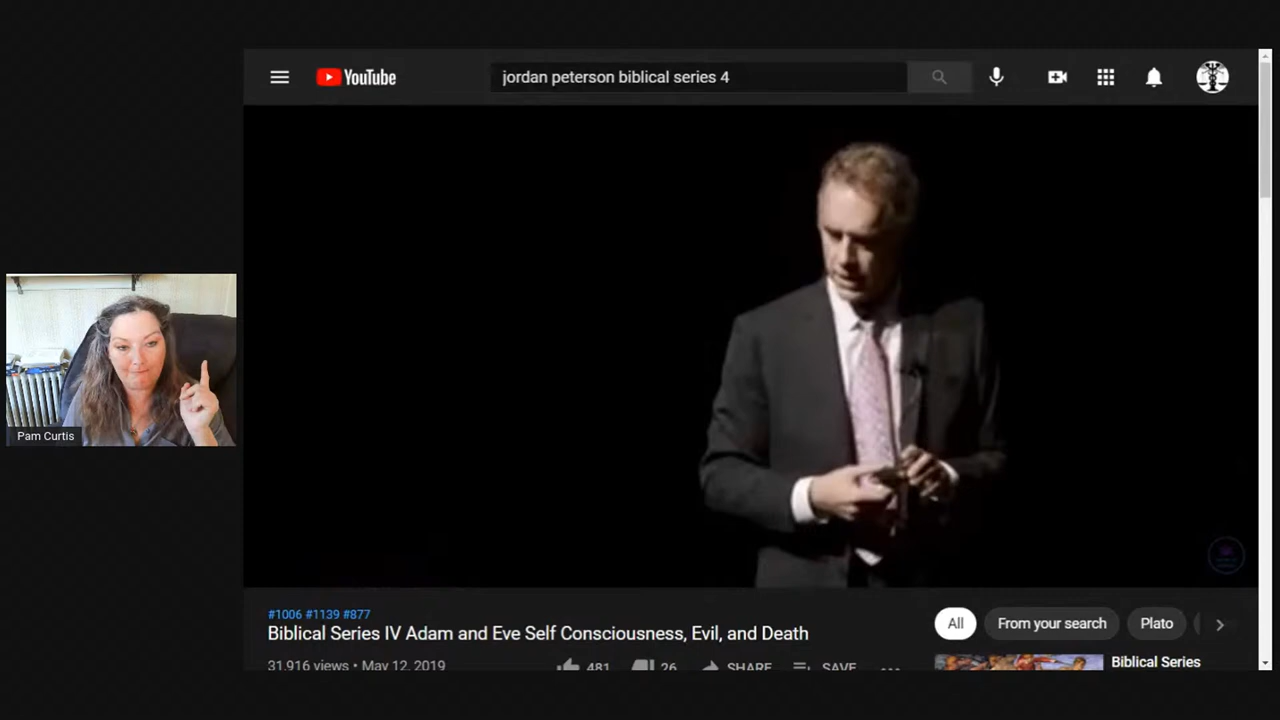 YouTube
jordan peterson biblical series 4
Pam Curtis
#1006 #1139 #877
Biblical Series IV Adam and Eve Self Consciousness, Evil, and Death
31,916 views • May 12, 2019
481
26
SHARE
SAVE
All
From your search
Plato
Biblical Series